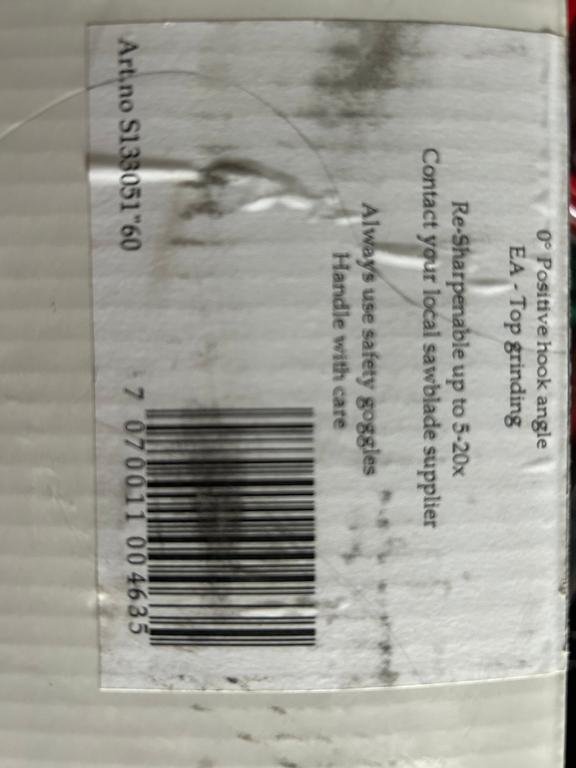 0° Positive hook angle
EA - Top grinding
Re-Sharpenable up to 5-20x
Contact your local sawblade supplier
Always use safety goggles
Handle with care
Art.no S133051"60
7 070011 004635